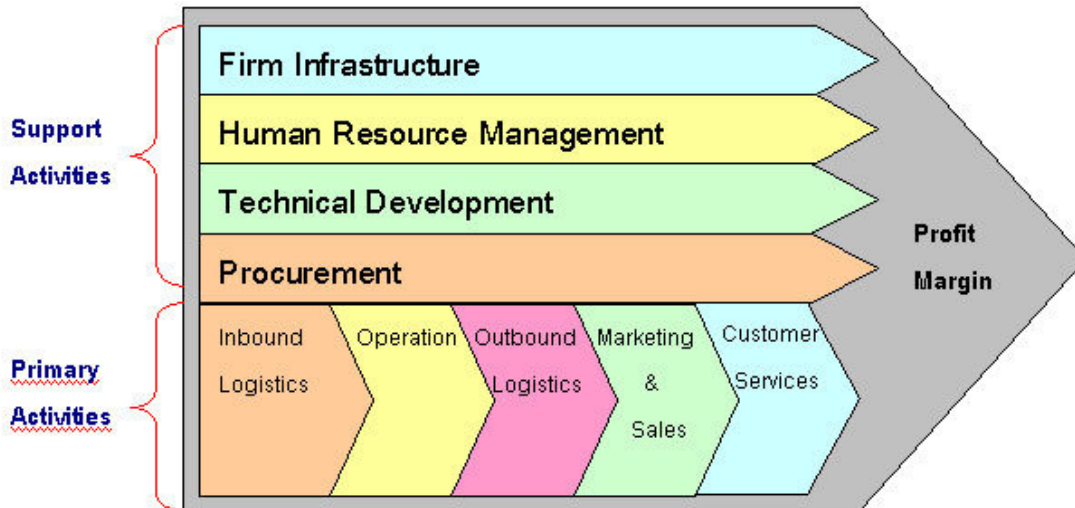 Support
Activities
Firm Infrastructure
Human Resource Management
Technical Development
Procurement
Profit
Margin
Primary
Activities
Inbound
Logistics
Operation
Outbound
Logistics
Marketing
&
Sales
Customer
Services